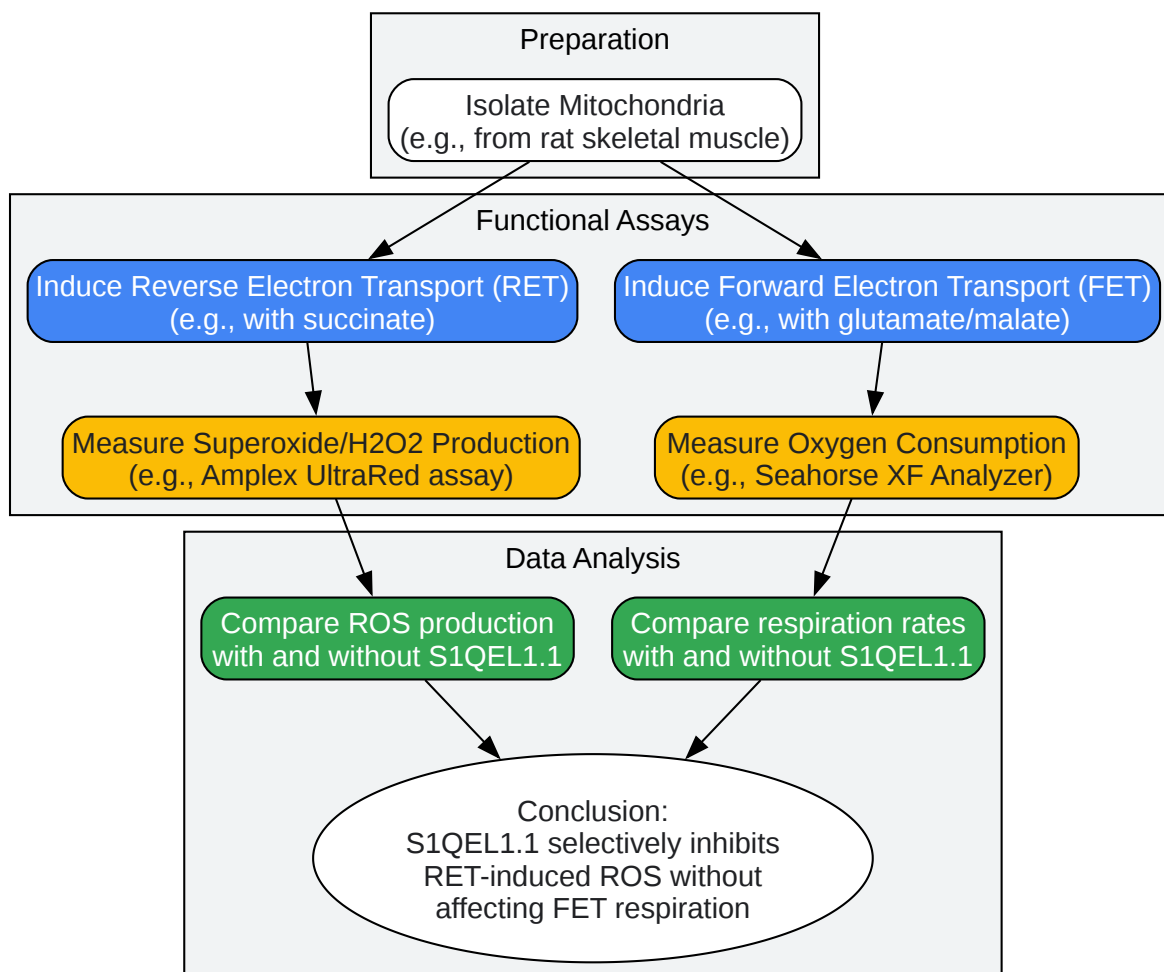 Preparation
Isolate Mitochondria
(e.g., from rat skeletal muscle)
Functional Assays
Induce Reverse Electron Transport (RET)
(e.g., with succinate)
Induce Forward Electron Transport (FET)
(e.g., with glutamate/malate)
Measure Superoxide/H2O2 Production
(e.g., Amplex UltraRed assay)
Measure Oxygen Consumption
(e.g., Seahorse XF Analyzer)
Data Analysis
Compare ROS production
with and without S1QEL1.1
Compare respiration rates
with and without S1QEL1.1
Conclusion:
S1QEL1.1 selectively inhibits
RET-induced ROS without
affecting FET respiration